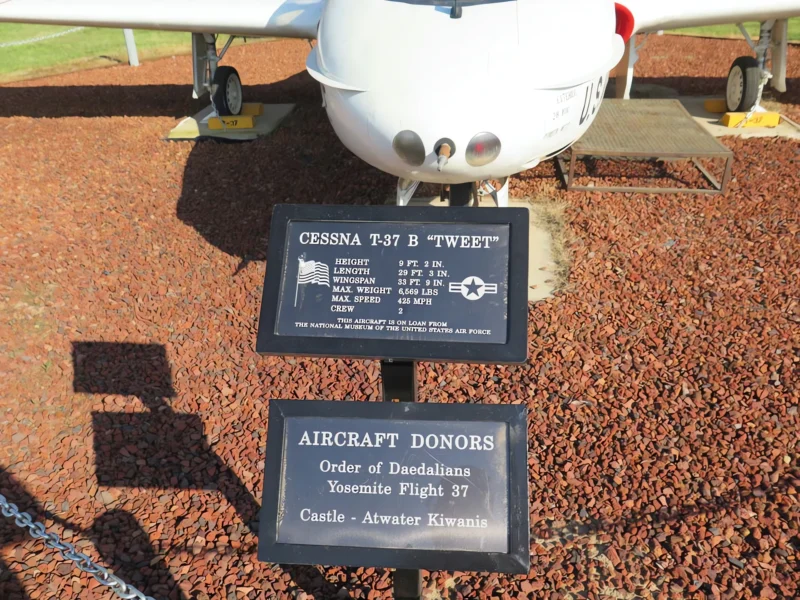 U.S
CESSNA T-37 B “TWEET”
HEIGHT 9 FT. 2 IN.
LENGTH 29 FT. 3 IN.
WINGSPAN 33 FT. 9 IN.
MAX. WEIGHT 6,569 LBS
MAX. SPEED 425 MPH
CREW 2
THIS AIRCRAFT IS ON LOAN FROM
THE NATIONAL MUSEUM OF THE UNITED STATES AIR FORCE
AIRCRAFT DONORS
Order of Daedalians
Yosemite Flight 37
Castle - Atwater Kiwanis